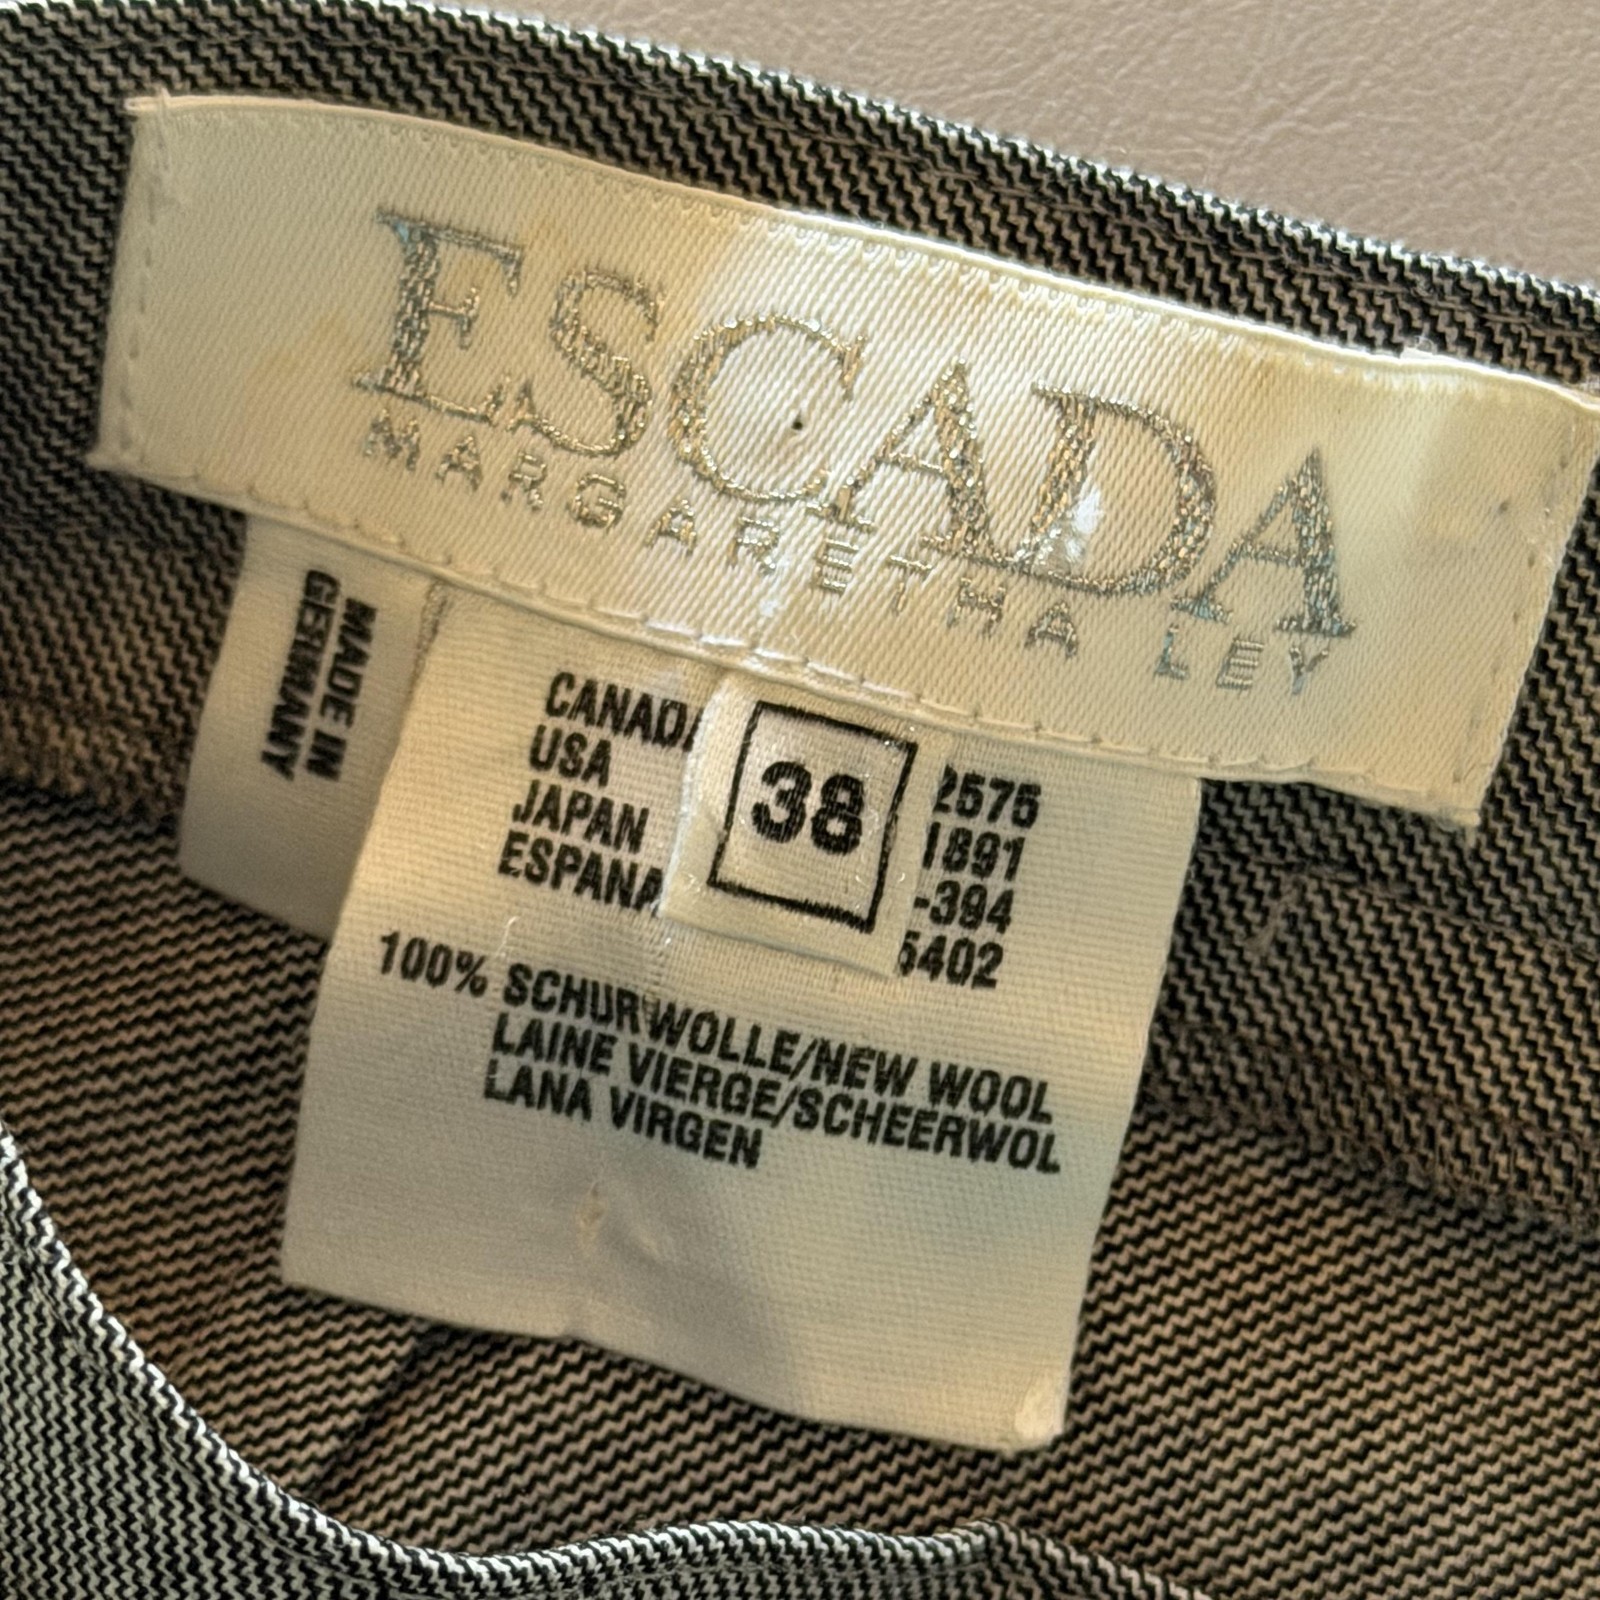 ESCADA
MARGARETHA LEY
MADE IN
GERMANY
CANADA 2575
USA 1891
JAPAN -394
ESPANA 5402
38
100% SCHURWOLLE/NEW WOOL
LAINE VIERGE/SCHEERWOL
LANA VIRGEN